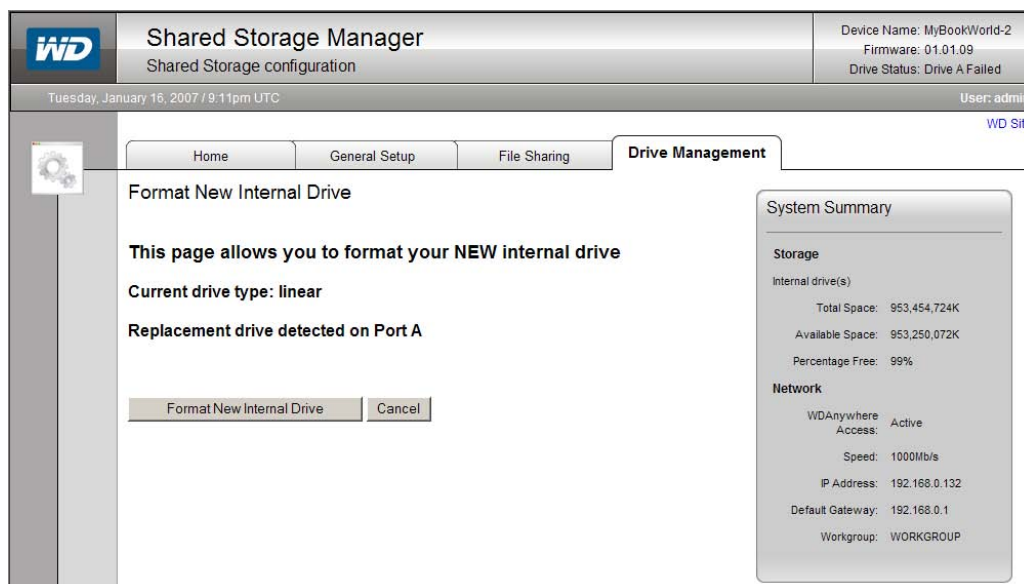 WD
Shared Storage Manager
Shared Storage configuration
Device Name: MyBookWorld-2
Firmware: 01.01.09
Drive Status: Drive A Failed
Tuesday, January 16, 2007 / 9:11pm UTC
User: admi
WD Sit
Home
General Setup
File Sharing
Drive Management
Format New Internal Drive
This page allows you to format your NEW internal drive
Current drive type: linear
Replacement drive detected on Port A
Format New Internal Drive
Cancel
System Summary
Storage
Internal drive(s)
Total Space: 953,454,724K
Available Space: 953,250,072K
Percentage Free: 99%
Network
WDAnywhere Access: Active
Speed: 1000Mb/s
IP Address: 192.168.0.132
Default Gateway: 192.168.0.1
Workgroup: WORKGROUP